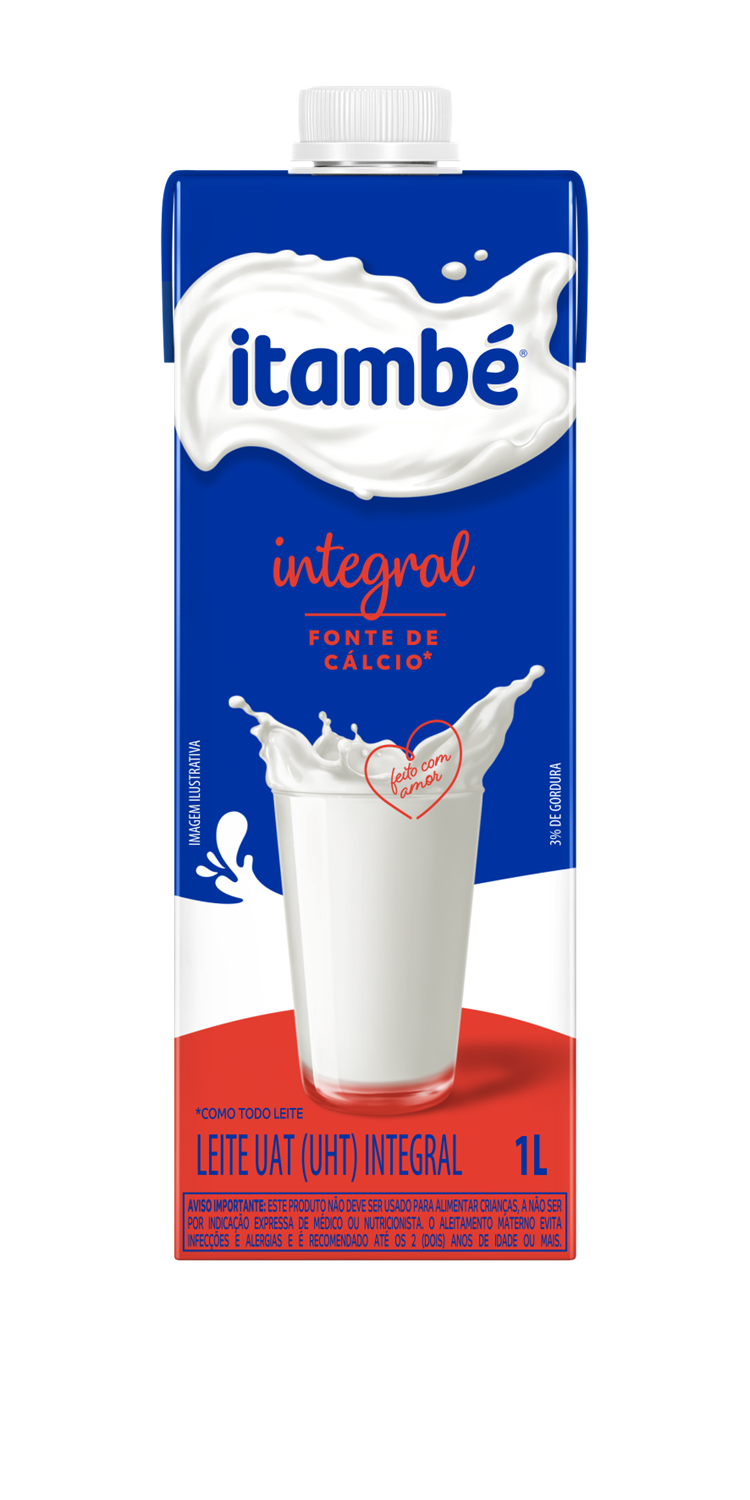 itambé®
integral
FONTE DE
CÁLCIO*
feito com
amor
IMAGEM ILUSTRATIVA
3% DE GORDURA
*COMO TODO LEITE
LEITE UAT (UHT) INTEGRAL 1L
AVISO IMPORTANTE: ESTE PRODUTO NÃO DEVE SER USADO PARA ALIMENTAR CRIANÇAS, A NÃO SER
POR INDICAÇÃO EXPRESSA DE MÉDICO OU NUTRICIONISTA. O ALEITAMENTO MATERNO EVITA
INFECÇÕES E ALERGIAS E É RECOMENDADO ATÉ OS 2 (DOIS) ANOS DE IDADE OU MAIS.